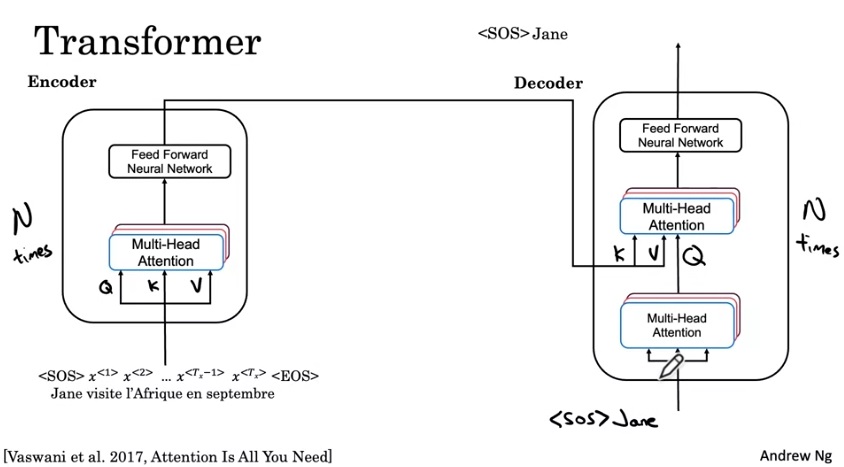 Transformer
<SOS> Jane
Encoder
Decoder
Feed Forward
Neural Network
Feed Forward
Neural Network
N
times
Multi-Head
Attention
Q K V
Multi-Head
Attention
K V Q
N
times
Multi-Head
Attention
<SOS> x<1> x<2> ... x<Tx−1> x<Tx> <EOS>
Jane visite l'Afrique en septembre
<SOS> Jane
[Vaswani et al. 2017, Attention Is All You Need]
Andrew Ng